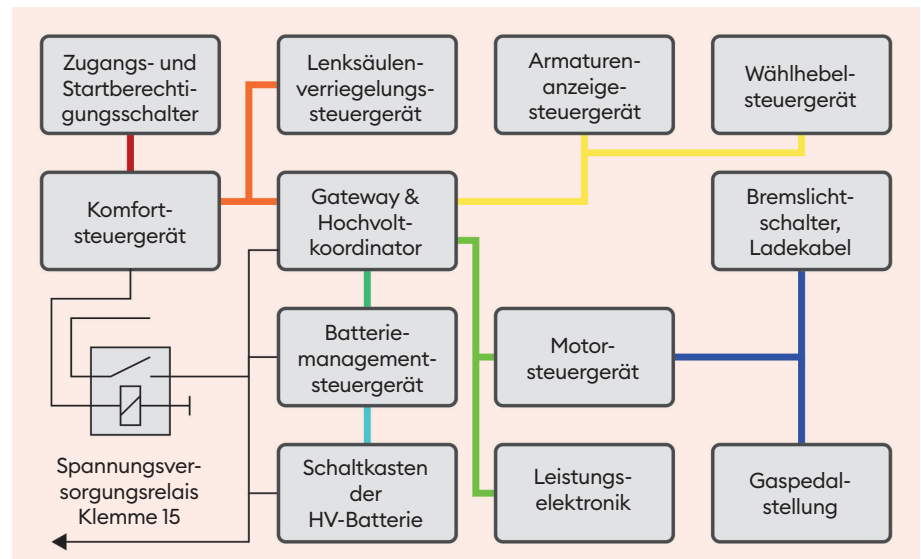 Zugangs- und
Startberechti-
gungsschalter
Lenksäulen-
verriegelungs-
steuergerät
Armaturen-
anzeige-
steuergerät
Wählhebel-
steuergerät
Komfort-
steuergerät
Gateway &
Hochvolt-
koordinator
Bremslicht-
schalter,
Ladekabel
Batterie-
management-
steuergerät
Motor-
steuergerät
Spannungsver-
sorgungsrelais
Klemme 15
Schaltkasten
der
HV-Batterie
Leistungs-
elektronik
Gaspedal-
stellung